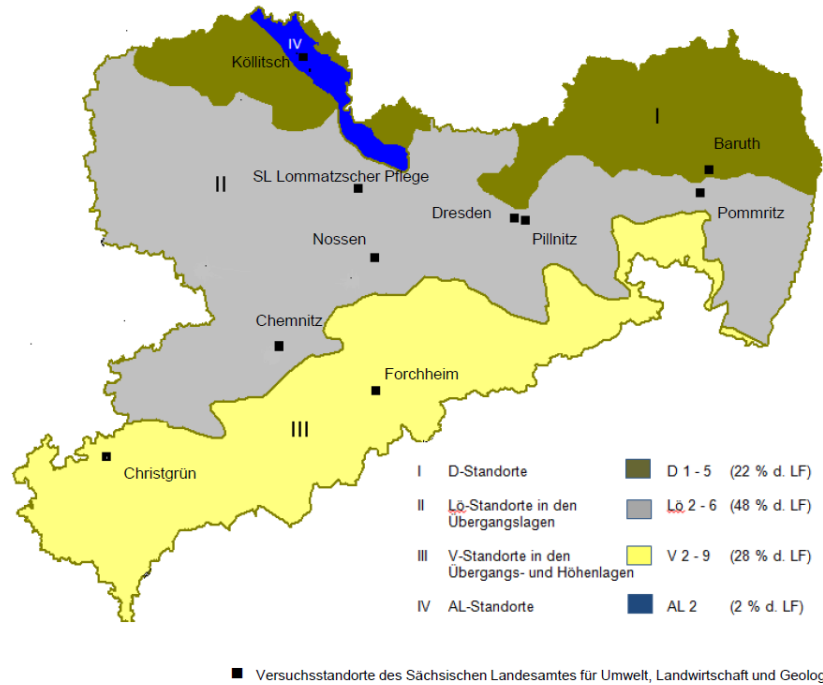 IV
Köllitsch
I
Baruth
II
SL Lommatzscher Pflege
Dresden
Pillnitz
Pommritz
Nossen
Chemnitz
Forchheim
III
Christgrün
I D-Standorte D 1 - 5 (22 % d. LF)
II Lö-Standorte in den Lö 2 - 6 (48 % d. LF)
Übergangslagen
III V-Standorte in den V 2 - 9 (28 % d. LF)
Übergangs- und Höhenlagen
IV AL-Standorte AL 2 (2 % d. LF)
Versuchsstandorte des Sächsischen Landesamtes für Umwelt, Landwirtschaft und Geolog